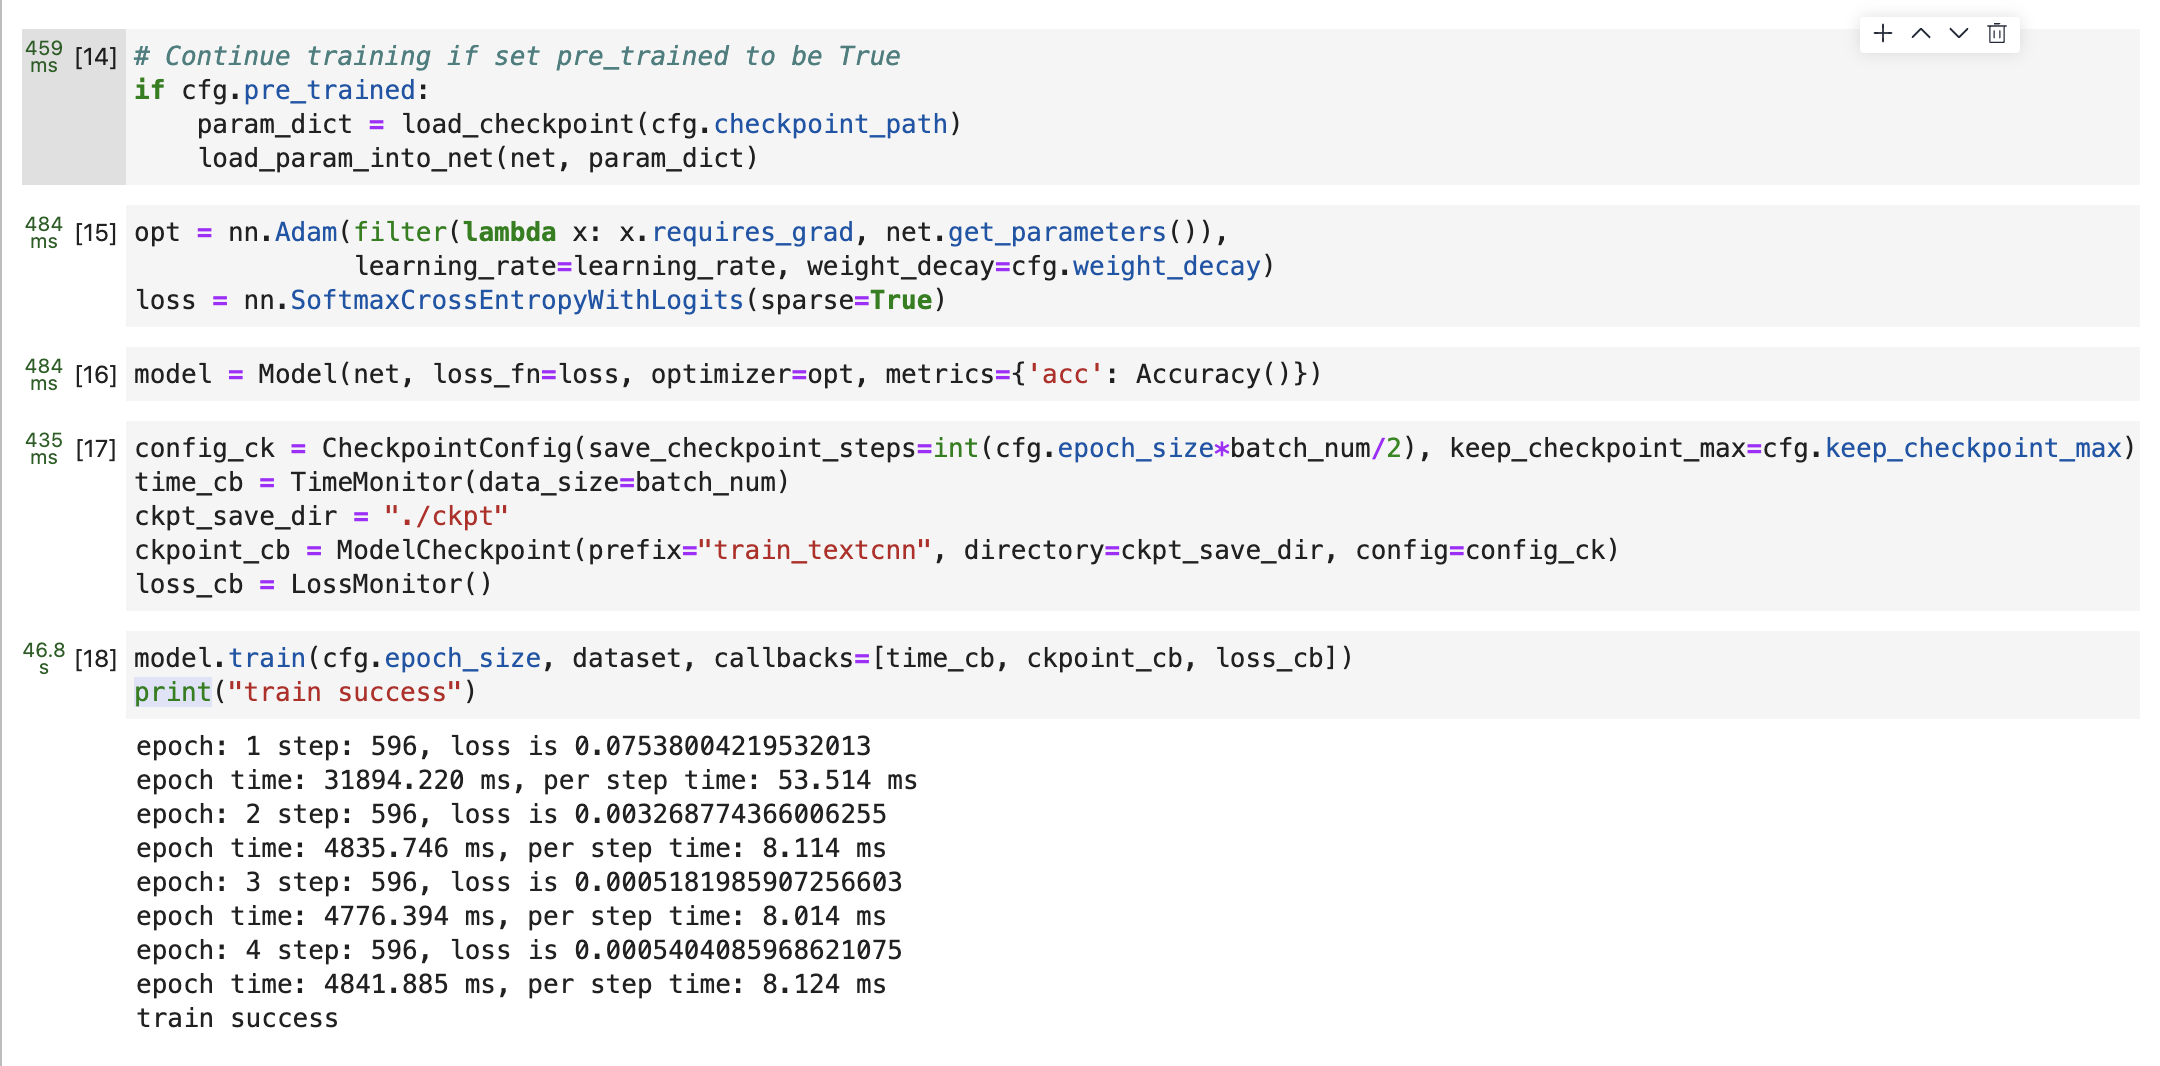 459 ms [14] # Continue training if set pre_trained to be True
if cfg.pre_trained:
    param_dict = load_checkpoint(cfg.checkpoint_path)
    load_param_into_net(net, param_dict)
484 ms [15] opt = nn.Adam(filter(lambda x: x.requires_grad, net.get_parameters()),
              learning_rate=learning_rate, weight_decay=cfg.weight_decay)
loss = nn.SoftmaxCrossEntropyWithLogits(sparse=True)
484 ms [16] model = Model(net, loss_fn=loss, optimizer=opt, metrics={'acc': Accuracy()})
435 ms [17] config_ck = CheckpointConfig(save_checkpoint_steps=int(cfg.epoch_size*batch_num/2), keep_checkpoint_max=cfg.keep_checkpoint_max)
time_cb = TimeMonitor(data_size=batch_num)
ckpt_save_dir = "./ckpt"
ckpoint_cb = ModelCheckpoint(prefix="train_textcnn", directory=ckpt_save_dir, config=config_ck)
loss_cb = LossMonitor()
46.8 s [18] model.train(cfg.epoch_size, dataset, callbacks=[time_cb, ckpoint_cb, loss_cb])
print("train success")
epoch: 1 step: 596, loss is 0.07538004219532013
epoch time: 31894.220 ms, per step time: 53.514 ms
epoch: 2 step: 596, loss is 0.003268774366006255
epoch time: 4835.746 ms, per step time: 8.114 ms
epoch: 3 step: 596, loss is 0.0005181985907256603
epoch time: 4776.394 ms, per step time: 8.014 ms
epoch: 4 step: 596, loss is 0.0005404085968621075
epoch time: 4841.885 ms, per step time: 8.124 ms
train success